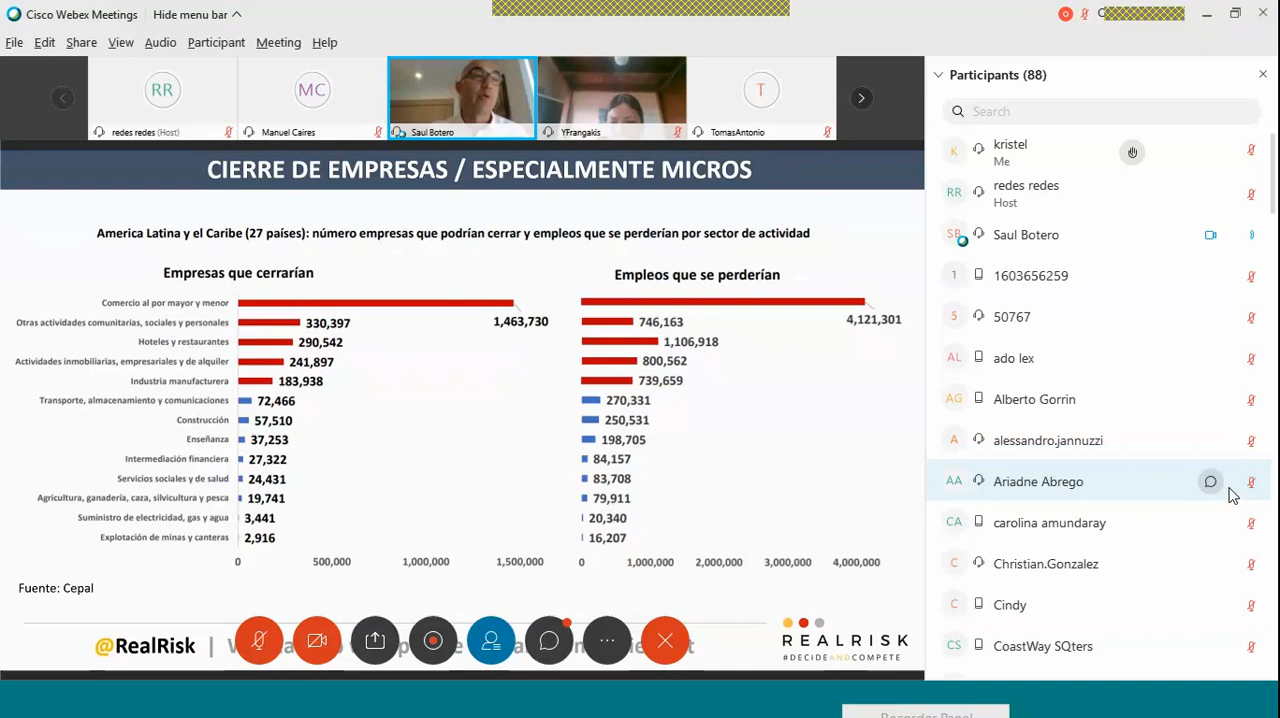 Cisco Webex Meetings
Hide menu bar
File Edit Share View Audio Participant Meeting Help
RR
redes redes (Host)
MC
Manuel Caires
Saul Botero
YFrangakis
T
TomasAntonio
CIERRE DE EMPRESAS / ESPECIALMENTE MICROS
America Latina y el Caribe (27 países): número empresas que podrían cerrar y empleos que se perderían por sector de actividad
Empresas que cerrarían
Empleos que se perderían
Comercio al por mayor y menor 1,463,730 4,121,301
Otras actividades comunitarias, sociales y personales 330,397 746,163
Hoteles y restaurantes 290,542 1,106,918
Actividades inmobiliarias, empresariales y de alquiler 241,897 800,562
Industria manufacturera 183,938 739,659
Transporte, almacenamiento y comunicaciones 72,466 270,331
Construcción 57,510 250,531
Enseñanza 37,253 198,705
Intermediación financiera 27,322 84,157
Servicios sociales y de salud 24,431 83,708
Agricultura, ganadería, caza, silvicultura y pesca 19,741 79,911
Suministro de electricidad, gas y agua 3,441 20,340
Explotación de minas y canteras 2,916 16,207
0 500,000 1,000,000 1,500,000
0 1,000,000 2,000,000 3,000,000 4,000,000
Fuente: Cepal
@RealRisk |
REALRISK
#DECIDEANDCOMPETE
Participants (88)
Search
K kristel
Me
RR redes redes
Host
SB Saul Botero
1 1603656259
5 50767
AL ado lex
AG Alberto Gorrin
A alessandro.jannuzzi
AA Ariadne Abrego
CA carolina amundaray
C Christian.Gonzalez
C Cindy
CS CoastWay SQters
Recorder Panel